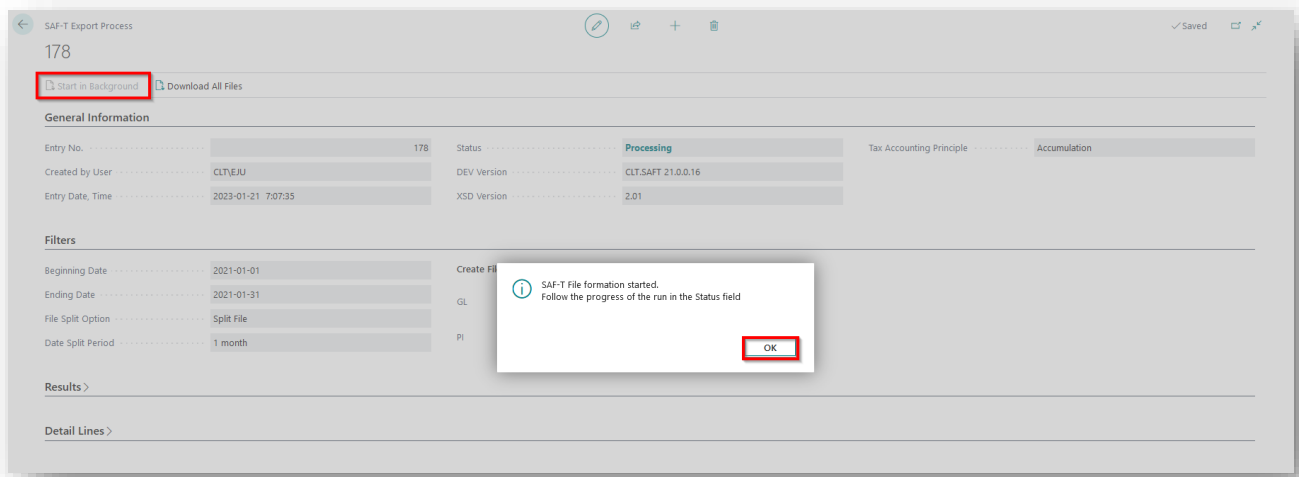 SAF-T Export Process
Saved
178
Start in Background Download All Files
General Information
Entry No. 178 Status Processing Tax Accounting Principle Accumulation
Created by User CLT\EJU DEV Version CLT.SAFT 21.0.0.16
Entry Date, Time 2023-01-21 7:07:35 XSD Version 2.01
Filters
Beginning Date 2021-01-01 Create Fil
Ending Date 2021-01-31 GL
File Split Option Split File
Date Split Period 1 month PI
SAF-T File formation started.
Follow the progress of the run in the Status field
OK
Results
Detail Lines